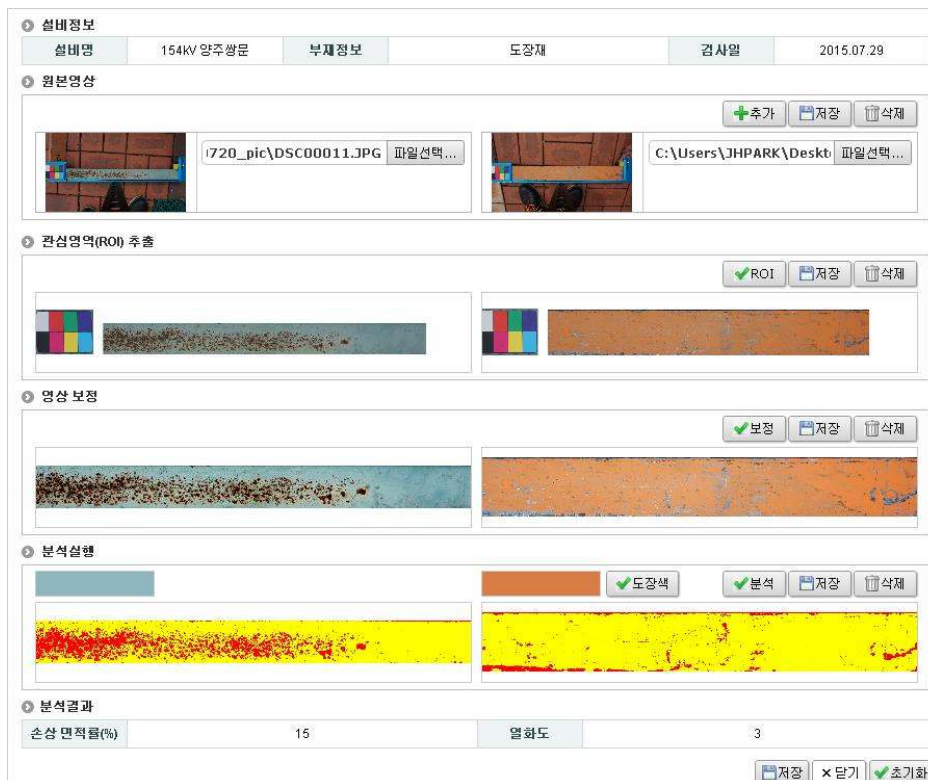 설비정보
설비명 154kV 양주쌍문 부재정보 도장재 검사일 2015.07.29
원본영상
추가 저장 삭제
720_pic\DSC00011.JPG 파일선택... C:\Users\JHPARK\Deskt 파일선택...
관심영역(ROI) 추출
ROI 저장 삭제
영상 보정
보정 저장 삭제
분석실행
도장색 분석 저장 삭제
분석결과
손상 면적률(%) 15 열화도 3
저장 × 닫기 초기화